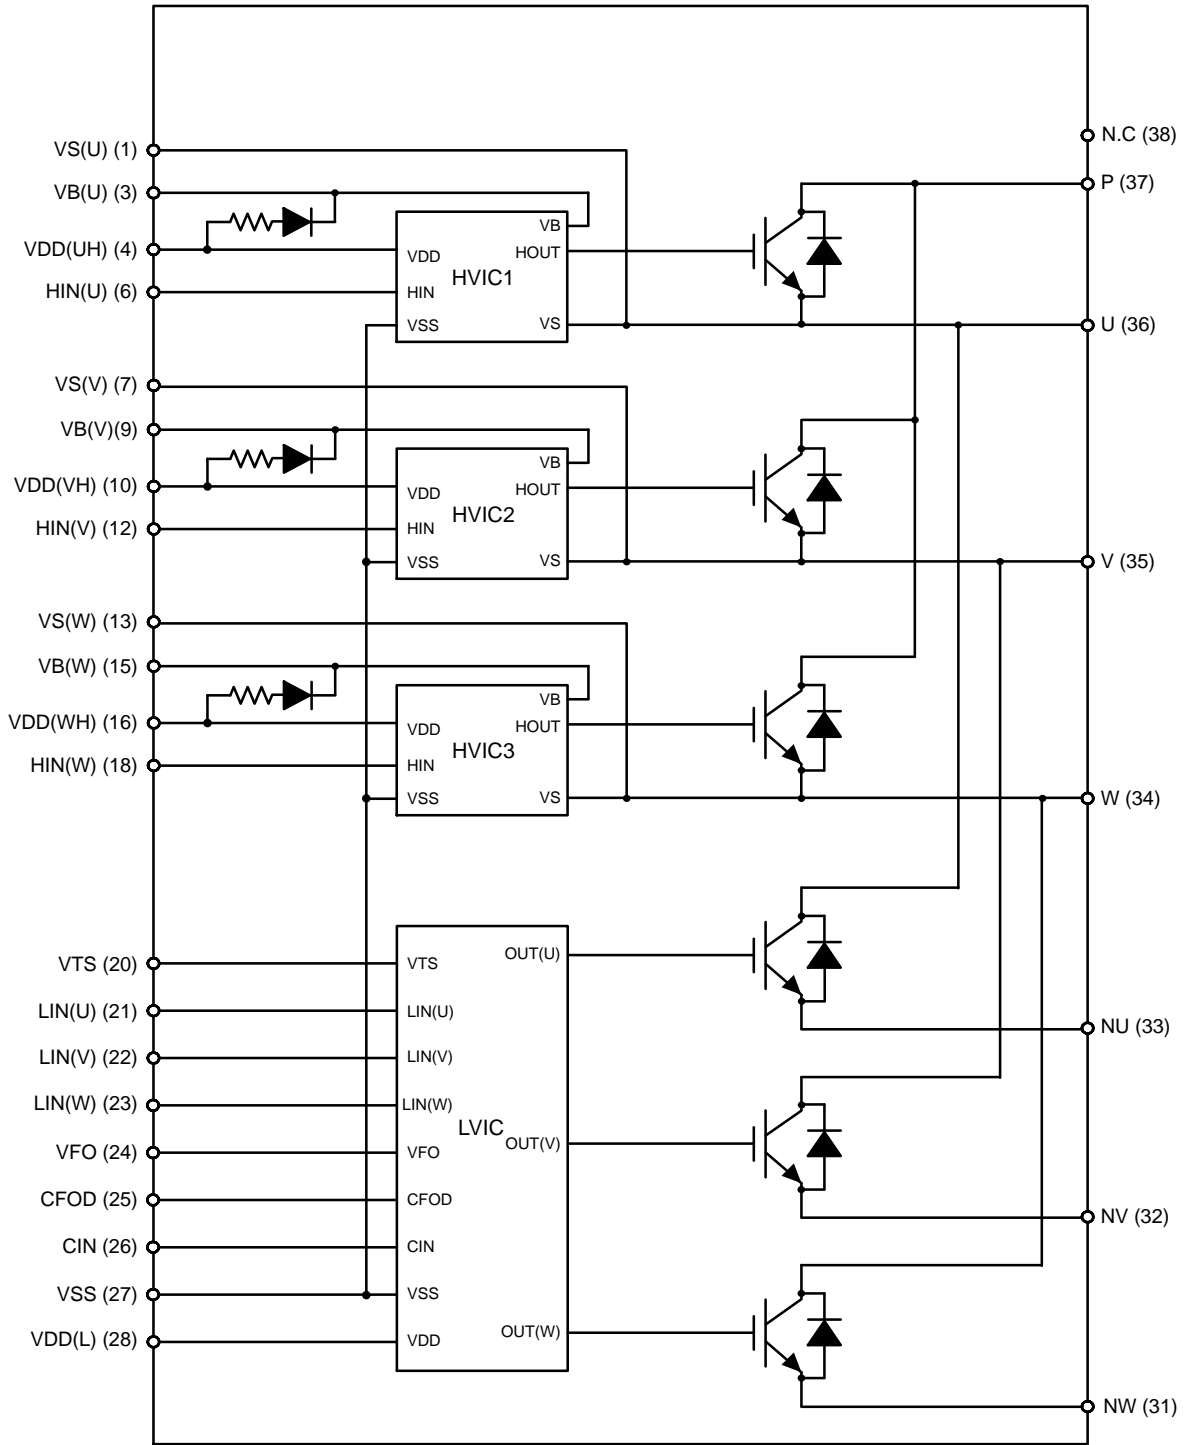 VS(U) (1)
VB(U) (3)
VDD(UH) (4)
HIN(U) (6)
VB
VDD
HOUT
HVIC1
HIN
VSS
VS
N.C (38)
P (37)
U (36)
VS(V) (7)
VB(V)(9)
VDD(VH) (10)
HIN(V) (12)
VB
VDD
HOUT
HVIC2
HIN
VSS
VS
V (35)
VS(W) (13)
VB(W) (15)
VDD(WH) (16)
HIN(W) (18)
VB
VDD
HOUT
HVIC3
HIN
VSS
VS
W (34)
VTS (20)
LIN(U) (21)
LIN(V) (22)
LIN(W) (23)
VFO (24)
CFOD (25)
CIN (26)
VSS (27)
VDD(L) (28)
VTS
LIN(U)
LIN(V)
LIN(W)
LVIC
VFO
CFOD
CIN
VSS
VDD
OUT(U)
OUT(V)
OUT(W)
NU (33)
NV (32)
NW (31)